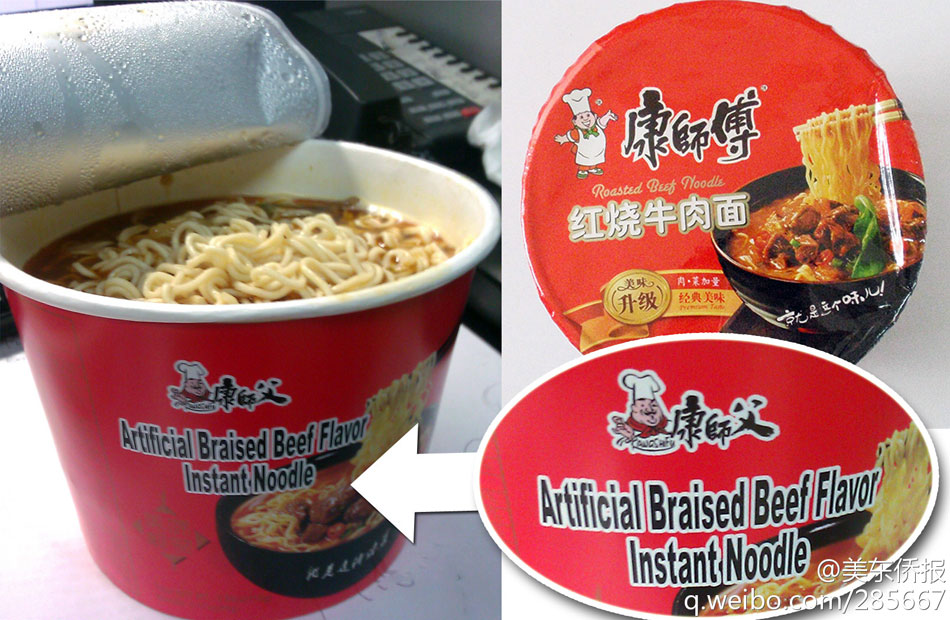 康師父
Artificial Braised Beef Flavor
Instant Noodle
康師傅
Roasted Beef Noodle
红烧牛肉面
美味
升级
肉·菜加量
经典美味
Premium Taste
就是这个味儿!
康師父
Artificial Braised Beef Flavor
Instant Noodle
@美东侨报
q.weibo.com/285667